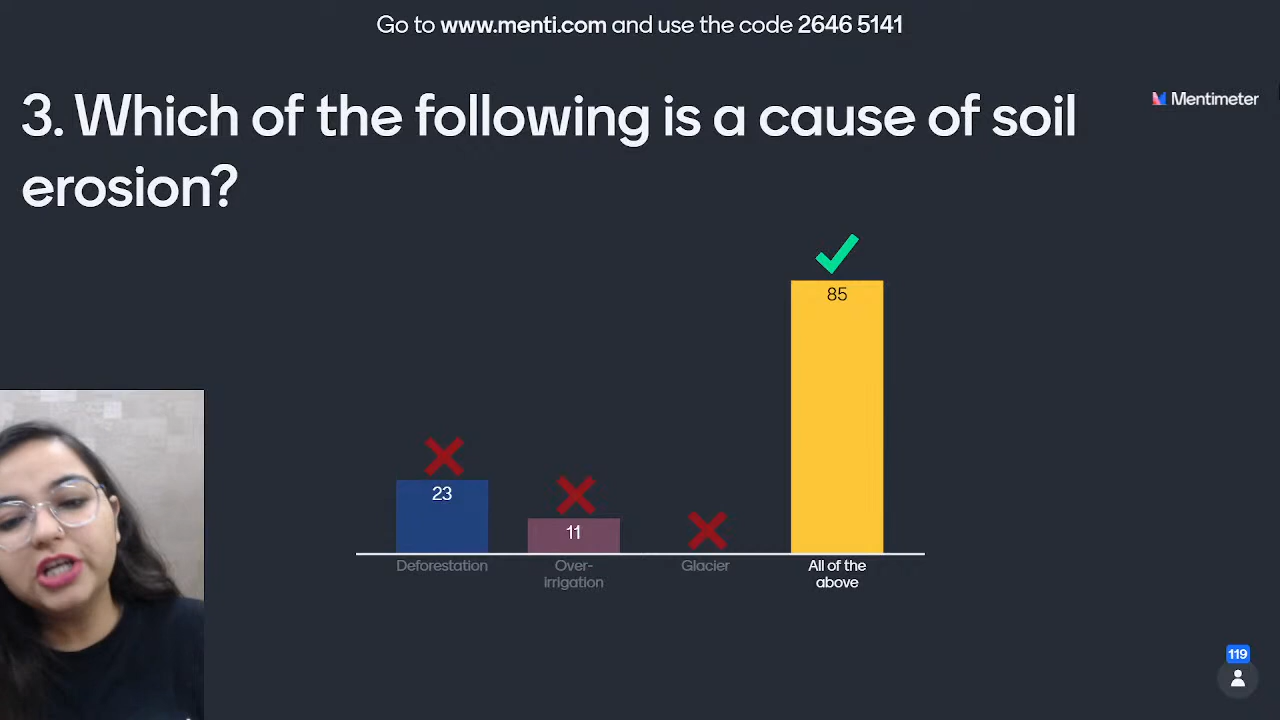 Go to www.menti.com and use the code 2646 5141
Mentimeter
3. Which of the following is a cause of soil
erosion?
85
23
11
Deforestation
Over-
irrigation
Glacier
All of the
above
119